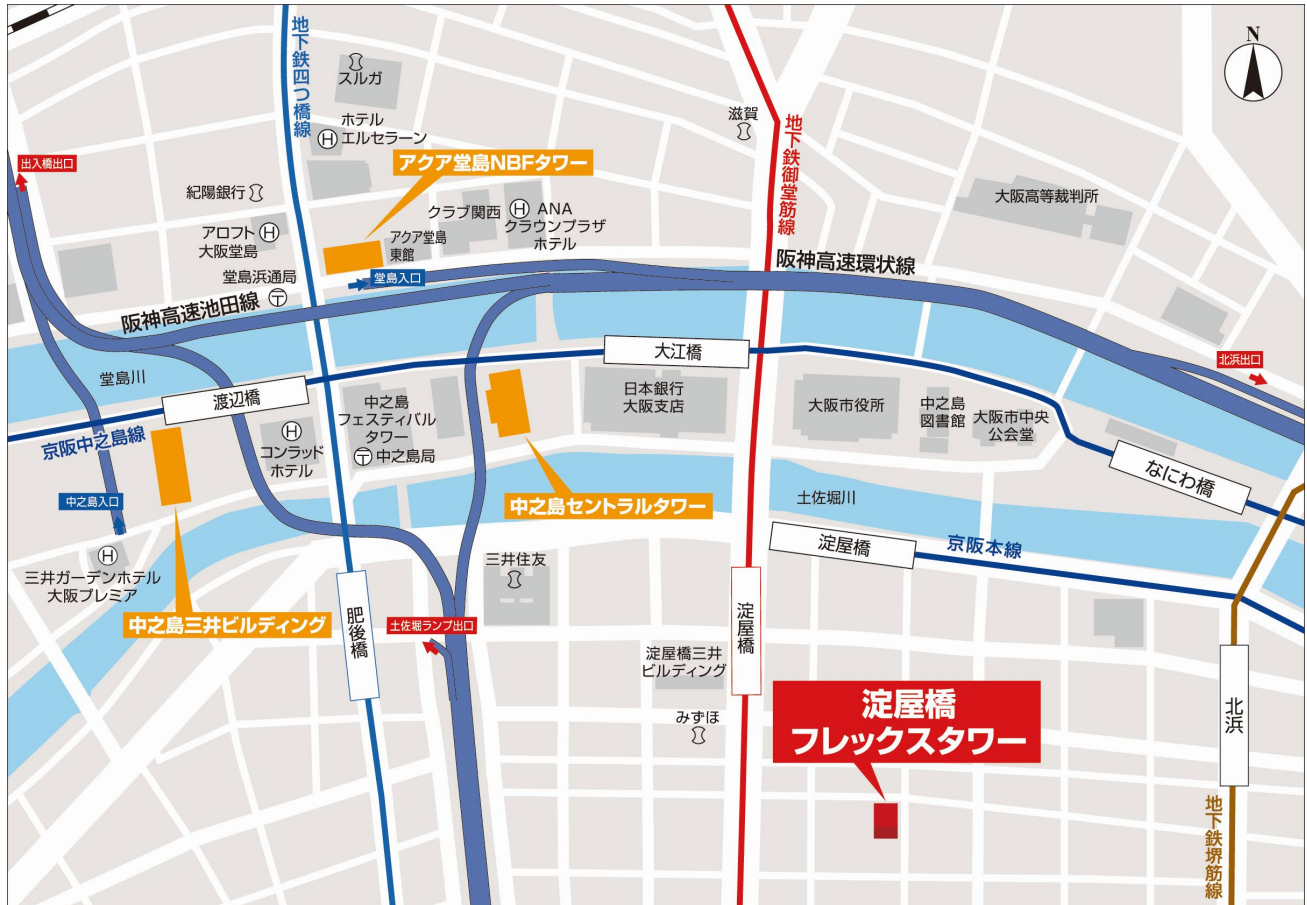 N
地下鉄四つ橋線
スルガ
ホテル
エルセラーン
滋賀
地下鉄御堂筋線
出入橋出口
アクア堂島NBFタワー
紀陽銀行
大阪高等裁判所
クラブ関西
ANA
クラウンプラザ
ホテル
アロフト
大阪堂島
アクア堂島
東館
堂島浜通局
堂島入口
阪神高速環状線
阪神高速池田線
大江橋
北浜出口
堂島川
渡辺橋
日本銀行
大阪支店
大阪市役所
中之島
図書館
大阪市中央
公会堂
中之島
フェスティバル
タワー
中之島局
京阪中之島線
コンラッド
ホテル
なにわ橋
中之島入口
中之島セントラルタワー
土佐堀川
淀屋橋
京阪本線
三井ガーデンホテル
大阪プレミア
三井住友
中之島三井ビルディング
肥後橋
土佐堀ランプ出口
淀屋橋
淀屋橋三井
ビルディング
みずほ
淀屋橋
フレックスタワー
北浜
地下鉄堺筋線
H
H
H
H
H